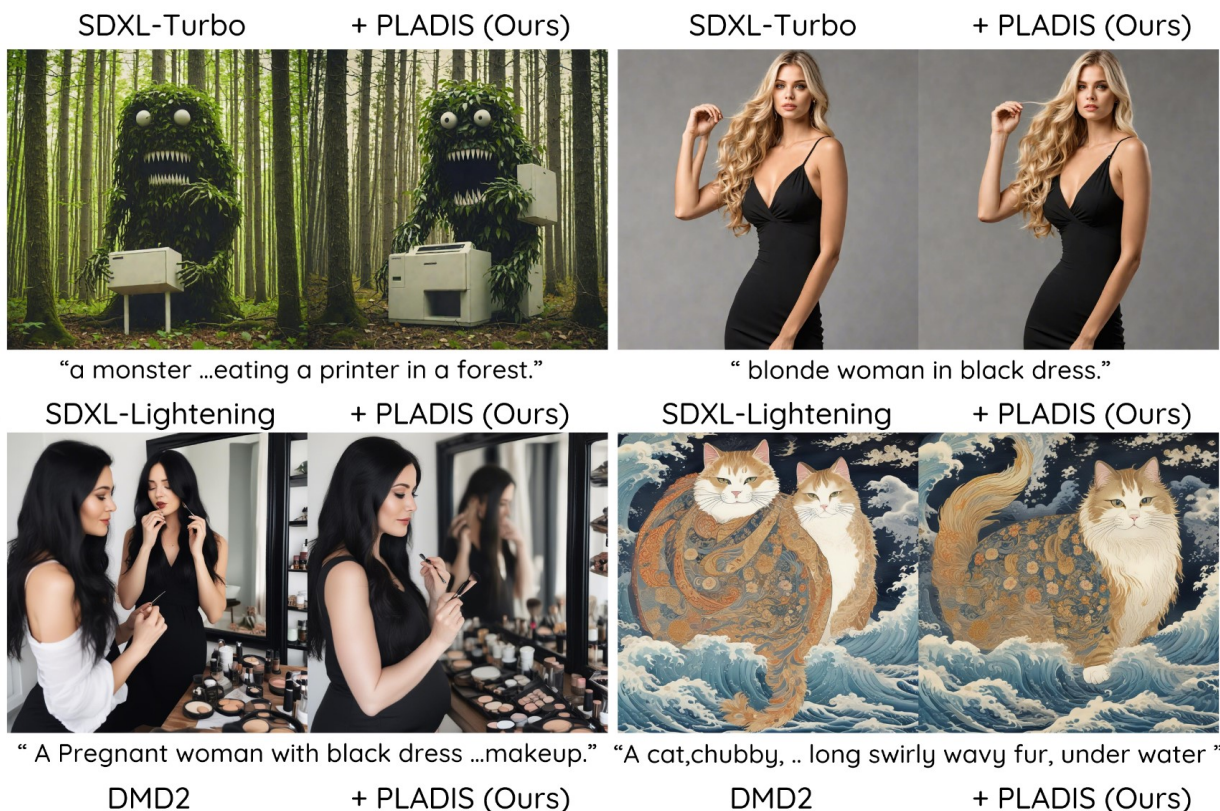 SDXL-Turbo + PLADIS (Ours) SDXL-Turbo + PLADIS (Ours)
“a monster ...eating a printer in a forest.” “ blonde woman in black dress.”
SDXL-Lightening + PLADIS (Ours) SDXL-Lightening + PLADIS (Ours)
“ A Pregnant woman with black dress ...makeup.” “A cat,chubby, .. long swirly wavy fur, under water ”
DMD2 + PLADIS (Ours) DMD2 + PLADIS (Ours)